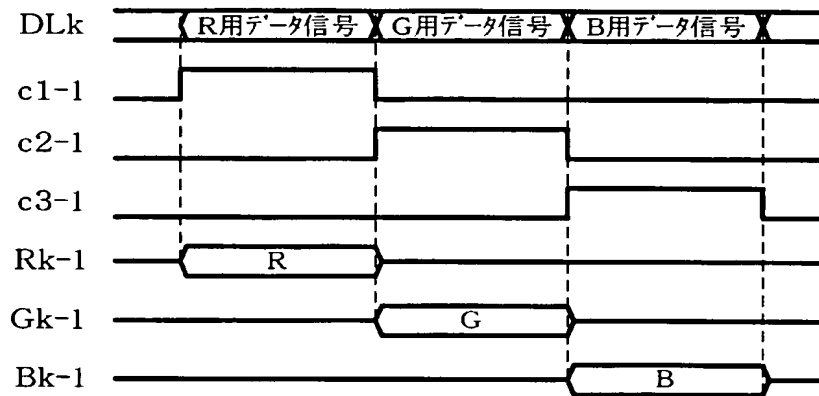 DLk R用データ信号 G用データ信号 B用データ信号
c1-1
c2-1
c3-1
Rk-1 R
Gk-1 G
Bk-1 B